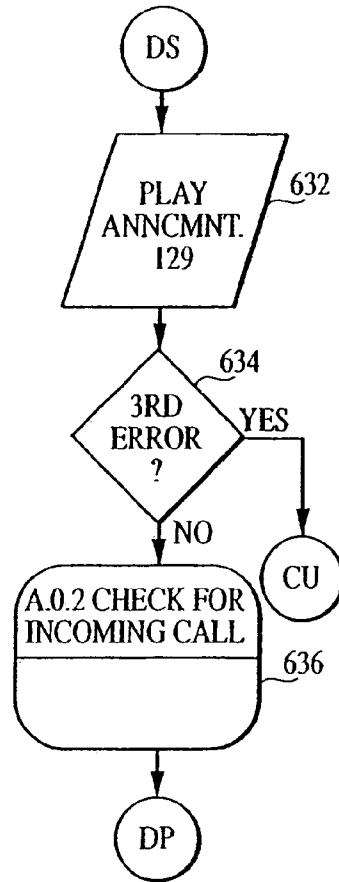 DS
PLAY
ANNCMNT.
129
632
634
3RD
ERROR
?
YES
NO
CU
A.0.2 CHECK FOR
INCOMING CALL
636
DP